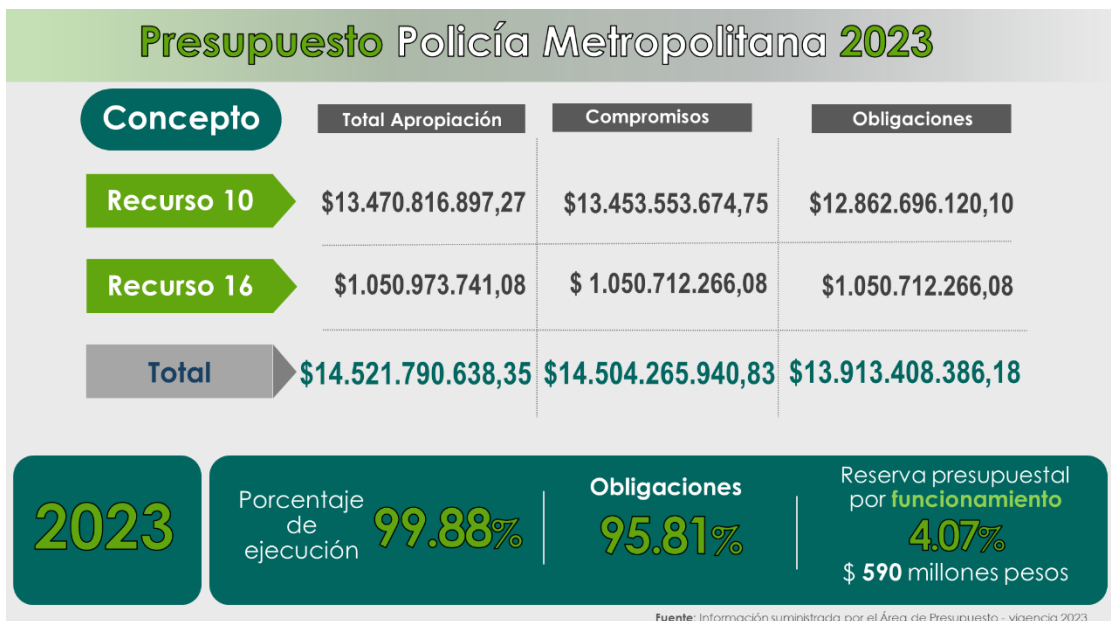 Presupuesto Policía Metropolitana 2023
Concepto
Total Apropiación
Compromisos
Obligaciones
Recurso 10
$13.470.816.897,27
$13.453.553.674,75
$12.862.696.120,10
Recurso 16
$1.050.973.741,08
$ 1.050.712.266,08
$1.050.712.266,08
Total
$14.521.790.638,35
$14.504.265.940,83
$13.913.408.386,18
2023
Porcentaje
de
ejecución
99.88%
Obligaciones
95.81%
Reserva presupuestal
por funcionamiento
4.07%
$ 590 millones pesos
Fuente: Información suministrada por el Área de Presupuesto - vigencia 2023